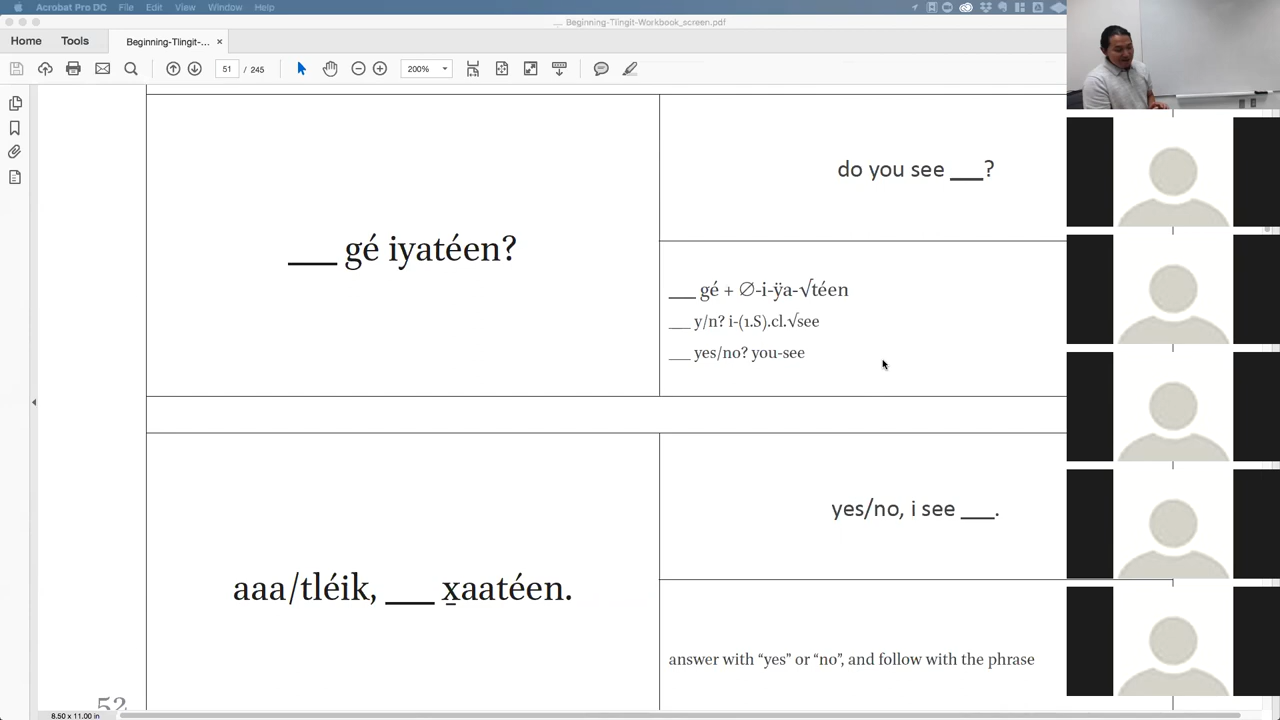 Acrobat Pro DC File Edit View Window Help
Beginning-Tlingit-Workbook_screen.pdf
Home Tools Beginning-Tlingit-... ×
51 / 245 200%
___ gé iyatéen?
do you see ___?
___ gé + ∅-i-ÿa-√téen
___ y/n? i-(1.S).cl.√see
___ yes/no? you-see
aaa/tléik, ___ x̱aatéen.
yes/no, i see ___.
answer with “yes” or “no”, and follow with the phrase
52
8.50 x 11.00 in